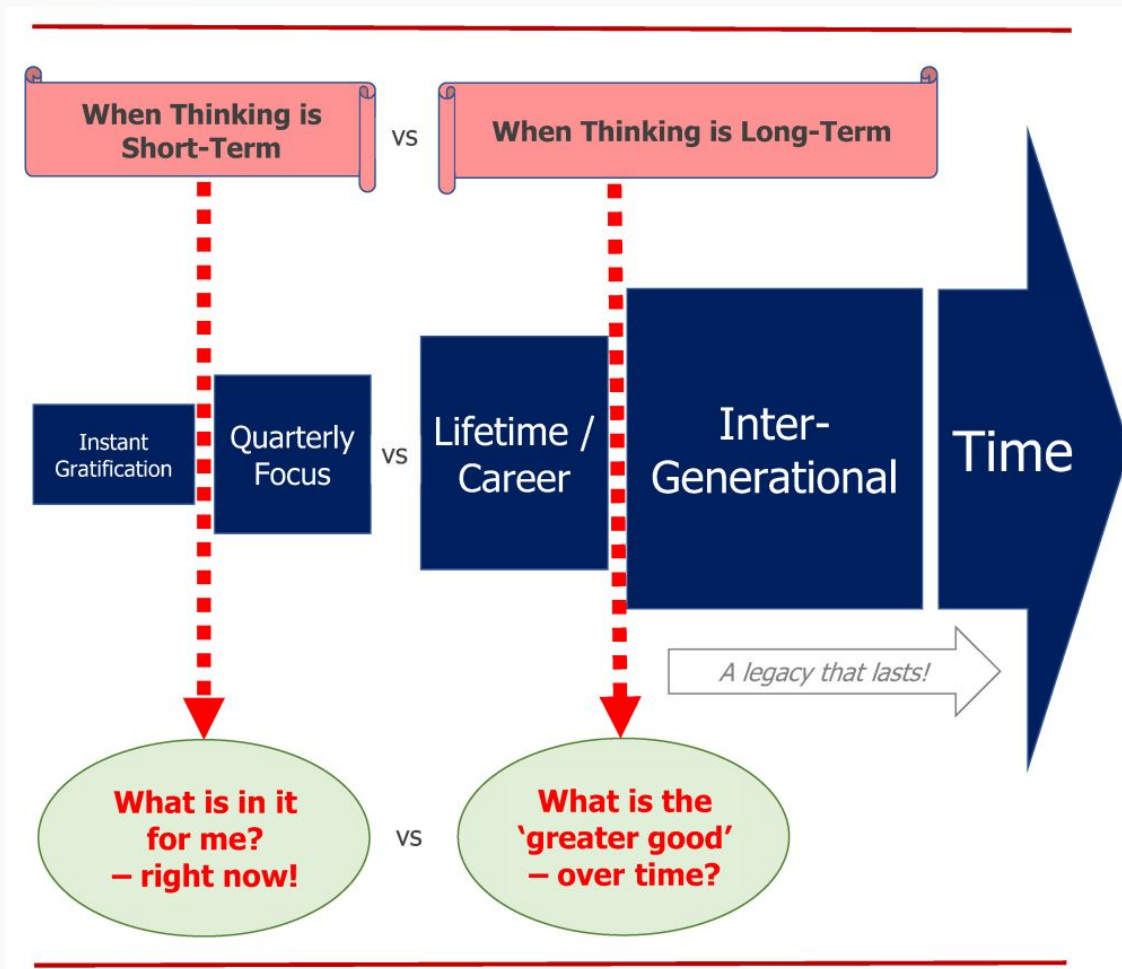 When Thinking is
Short-Term
vs
When Thinking is Long-Term
Instant
Gratification
Quarterly
Focus
vs
Lifetime /
Career
Inter-
Generational
Time
A legacy that lasts!
What is in it
for me?
– right now!
vs
What is the
‘greater good’
– over time?